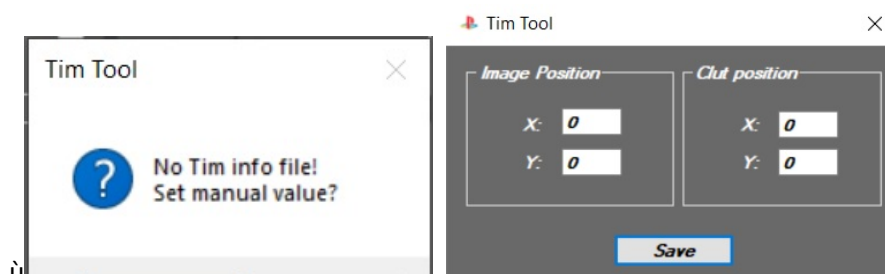 Tim Tool
No Tim info file!
Set manual value?
ù
Tim Tool
Image Position
X: 0
Y: 0
Clut position
X: 0
Y: 0
Save